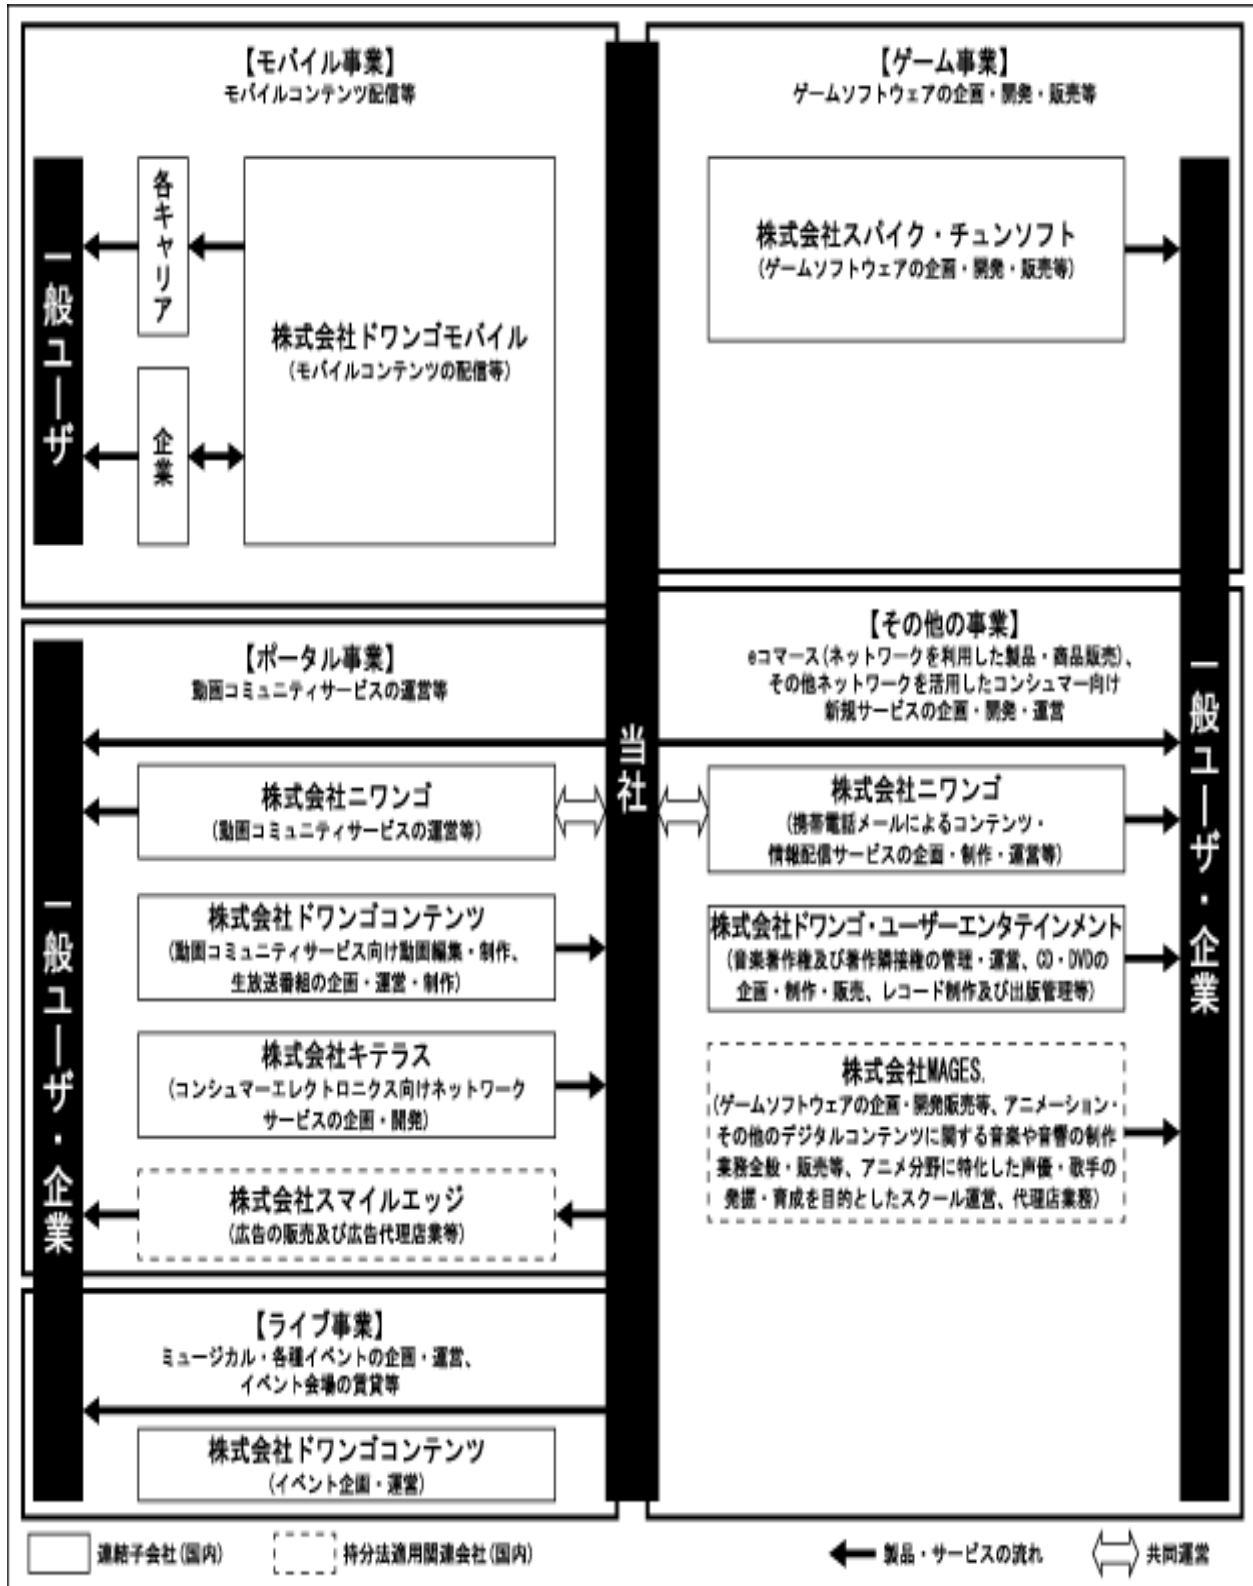 【モバイル事業】
モバイルコンテンツ配信等
一般ユーザ
各キャリア
企業
株式会社ドワンゴモバイル
(モバイルコンテンツの配信等)
【ゲーム事業】
ゲームソフトウェアの企画・開発・販売等
株式会社スパイク・チュンソフト
(ゲームソフトウェアの企画・開発・販売等)
当社
【ポータル事業】
動画コミュニティサービスの運営等
一般ユーザ・企業
株式会社ニワンゴ
(動画コミュニティサービスの運営等)
株式会社ドワンゴコンテンツ
(動画コミュニティサービス向け動画編集・制作、
生放送番組の企画・運営・制作)
株式会社キテラス
(コンシュマーエレクトロニクス向けネットワーク
サービスの企画・開発)
株式会社スマイルエッジ
(広告の販売及び広告代理店業等)
【ライブ事業】
ミュージカル・各種イベントの企画・運営、
イベント会場の賃貸等
株式会社ドワンゴコンテンツ
(イベント企画・運営)
【その他の事業】
eコマース(ネットワークを利用した製品・商品販売)、
その他ネットワークを活用したコンシュマー向け
新規サービスの企画・開発・運営
株式会社ニワンゴ
(携帯電話メールによるコンテンツ・
情報配信サービスの企画・制作・運営等)
株式会社ドワンゴ・ユーザーエンタテインメント
(音楽著作権及び著作隣接権の管理・運営、CD・DVDの
企画・制作・販売、レコード制作及び出版管理等)
株式会社MAGES.
(ゲームソフトウェアの企画・開発販売等、アニメーション・
その他のデジタルコンテンツに関する音楽や音響の制作
業務全般・販売等、アニメ分野に特化した声優・歌手の
発掘・育成を目的としたスクール運営、代理店業務)
一般ユーザ・企業
連結子会社(国内)
持分法適用関連会社(国内)
製品・サービスの流れ
共同運営